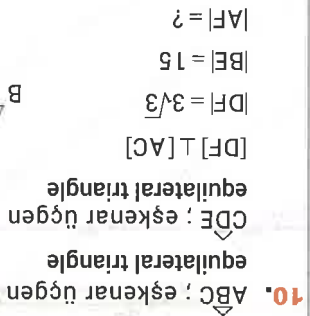 10. ABC ; eşkenar üçgen
equilateral triangle
CDE ; eşkenar üçgen
equilateral triangle
[DF] ⊥ [AC]
|DF| = 3√3
|BE| = 15
|AF| = ?
B